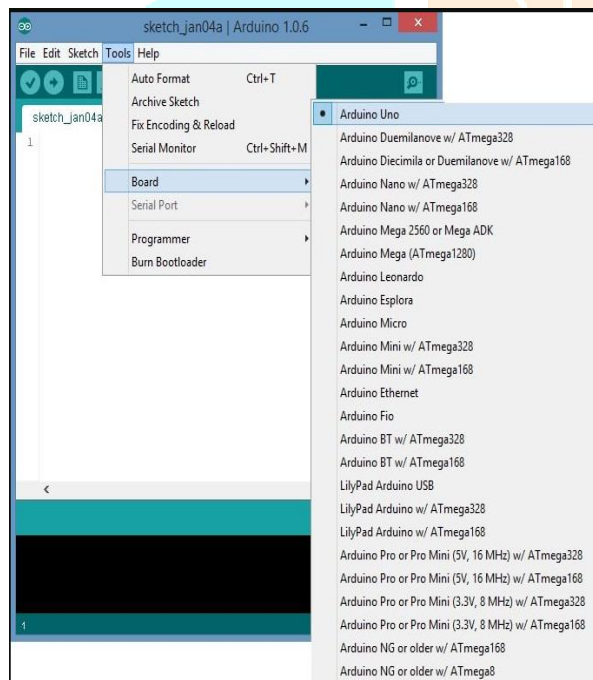 sketch_jan04a | Arduino 1.0.6
File Edit Sketch Tools Help
Auto Format Ctrl+T
Archive Sketch
Fix Encoding & Reload
Serial Monitor Ctrl+Shift+M
Board
Serial Port
Programmer
Burn Bootloader
sketch_jan04a
1
Arduino Uno
Arduino Duemilanove w/ ATmega328
Arduino Diecimila or Duemilanove w/ ATmega168
Arduino Nano w/ ATmega328
Arduino Nano w/ ATmega168
Arduino Mega 2560 or Mega ADK
Arduino Mega (ATmega1280)
Arduino Leonardo
Arduino Esplora
Arduino Micro
Arduino Mini w/ ATmega328
Arduino Mini w/ ATmega168
Arduino Ethernet
Arduino Fio
Arduino BT w/ ATmega328
Arduino BT w/ ATmega168
LilyPad Arduino USB
LilyPad Arduino w/ ATmega328
LilyPad Arduino w/ ATmega168
Arduino Pro or Pro Mini (5V, 16 MHz) w/ ATmega328
Arduino Pro or Pro Mini (5V, 16 MHz) w/ ATmega168
Arduino Pro or Pro Mini (3.3V, 8 MHz) w/ ATmega328
Arduino Pro or Pro Mini (3.3V, 8 MHz) w/ ATmega168
Arduino NG or older w/ ATmega168
Arduino NG or older w/ ATmega8
1